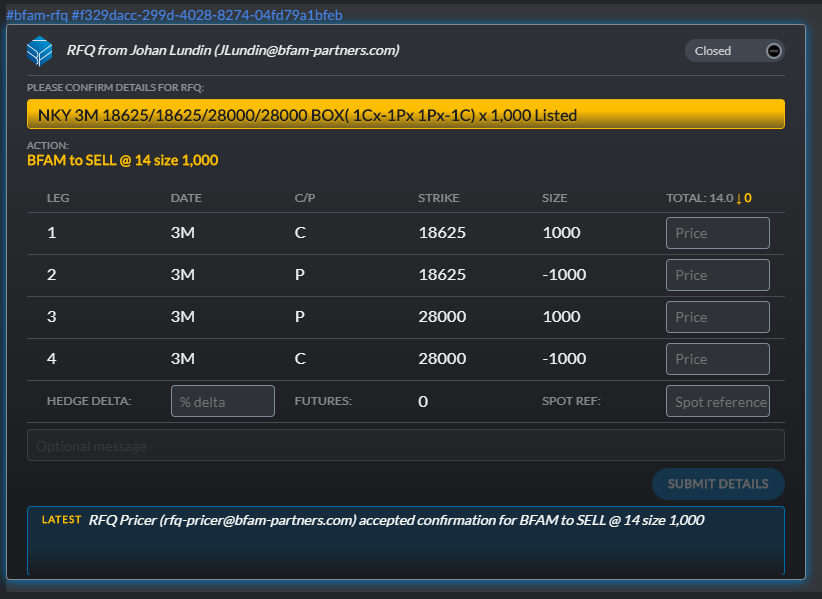 #bfam-rfq #f329dacc-299d-4028-8274-04fd79a1bfeb
RFQ from Johan Lundin (JLundin@bfam-partners.com)
Closed
PLEASE CONFIRM DETAILS FOR RFQ:
NKY 3M 18625/18625/28000/28000 BOX( 1Cx-1Px 1Px-1C) x 1,000 Listed
ACTION:
BFAM to SELL @ 14 size 1,000
LEG DATE C/P STRIKE SIZE TOTAL: 14.0 ↓ 0
1 3M C 18625 1000 Price
2 3M P 18625 -1000 Price
3 3M P 28000 1000 Price
4 3M C 28000 -1000 Price
HEDGE DELTA: % delta FUTURES: 0 SPOT REF: Spot reference
Optional message
SUBMIT DETAILS
LATEST RFQ Pricer (rfq-pricer@bfam-partners.com) accepted confirmation for BFAM to SELL @ 14 size 1,000